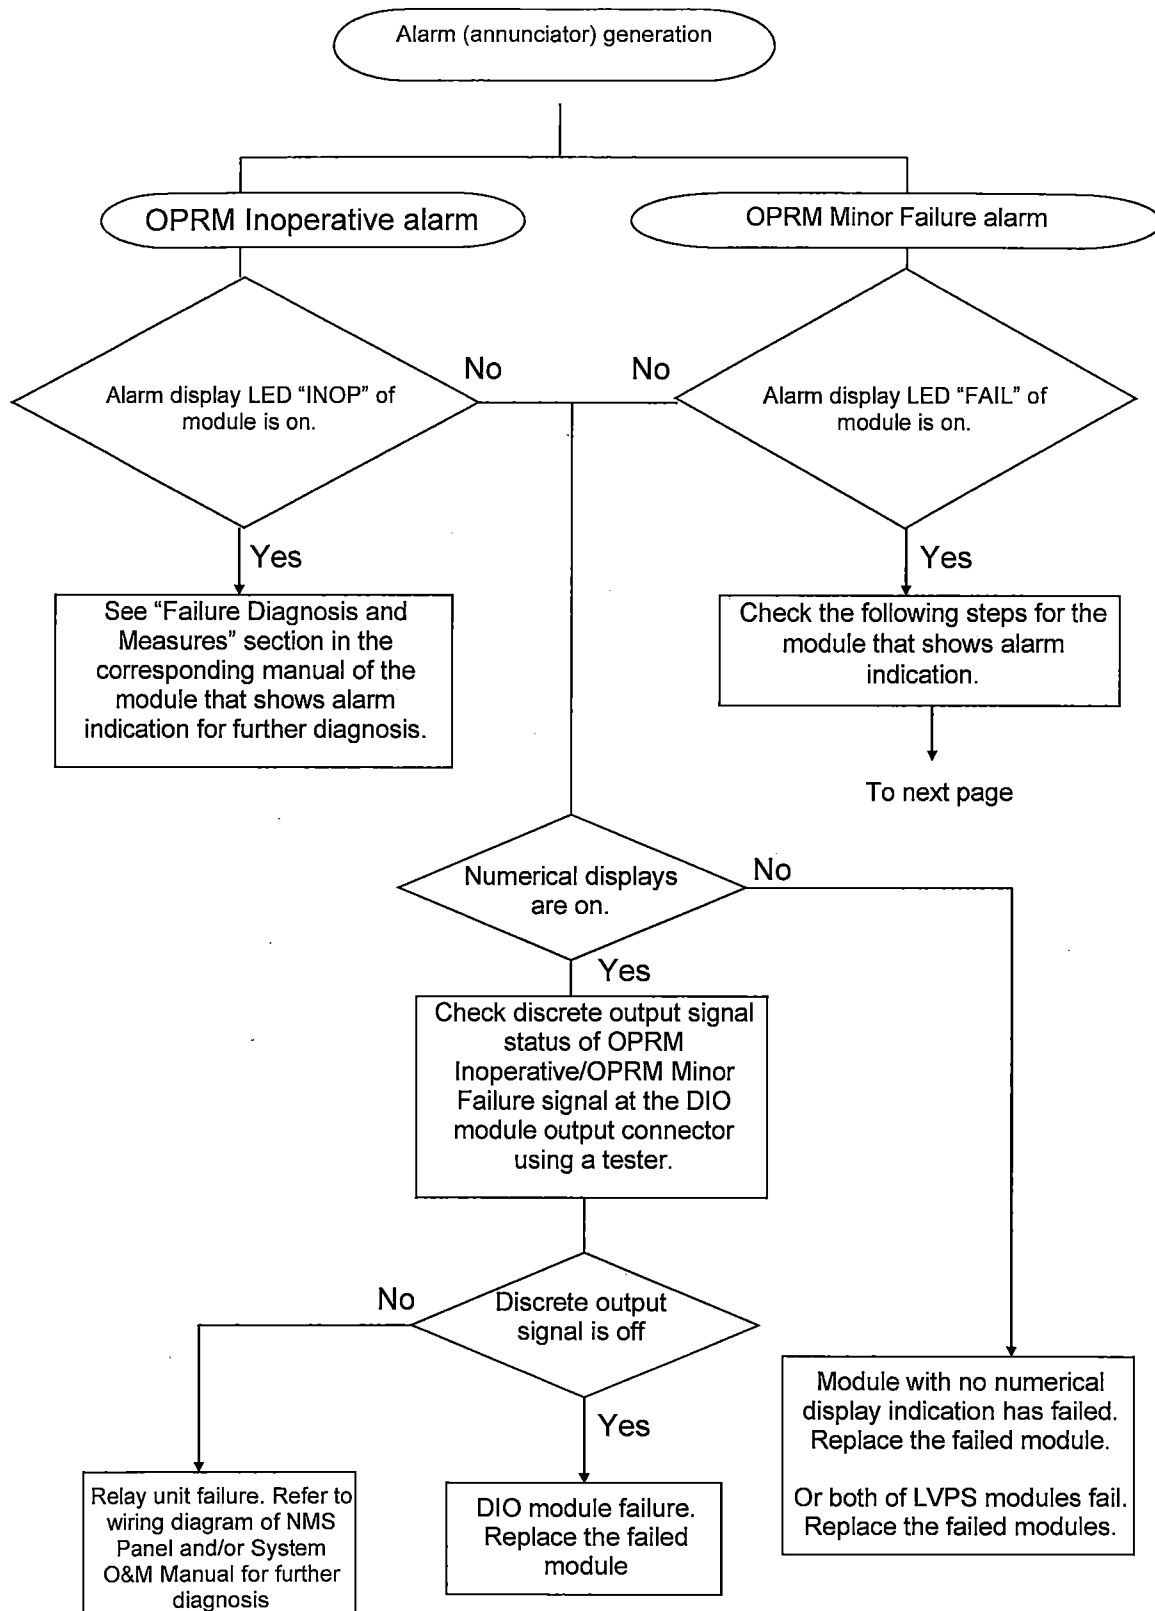 Alarm (annunciator) generation
OPRM Inoperative alarm
OPRM Minor Failure alarm
Alarm display LED “INOP” of
module is on.
No
No
Alarm display LED “FAIL” of
module is on.
Yes
Yes
See “Failure Diagnosis and
Measures” section in the
corresponding manual of the
module that shows alarm
indication for further diagnosis.
Check the following steps for the
module that shows alarm
indication.
To next page
Numerical displays
are on.
No
Yes
Check discrete output signal
status of OPRM
Inoperative/OPRM Minor
Failure signal at the DIO
module output connector
using a tester.
No
Discrete output
signal is off
Yes
Relay unit failure. Refer to
wiring diagram of NMS
Panel and/or System
O&M Manual for further
diagnosis
DIO module failure.
Replace the failed
module
Module with no numerical
display indication has failed.
Replace the failed module.
Or both of LVPS modules fail.
Replace the failed modules.